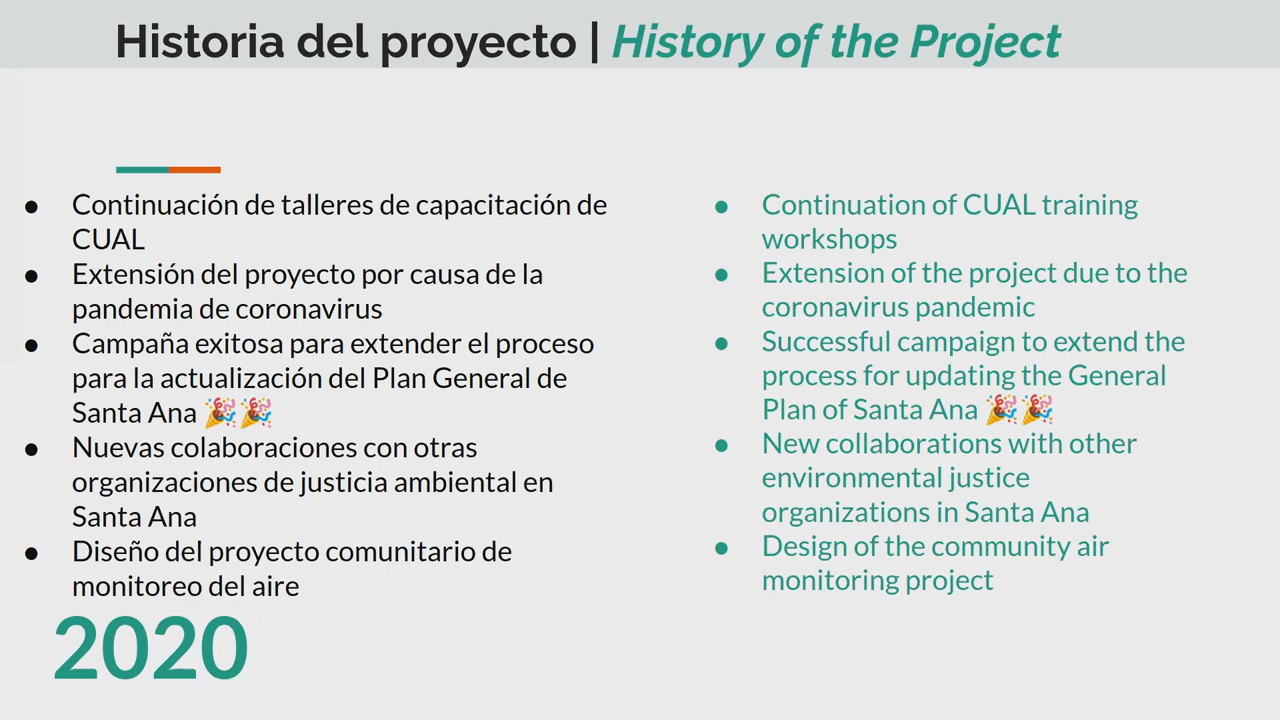 Historia del proyecto | History of the Project
● Continuación de talleres de capacitación de
CUAL
● Extensión del proyecto por causa de la
pandemia de coronavirus
● Campaña exitosa para extender el proceso
para la actualización del Plan General de
Santa Ana 🎉🎉
● Nuevas colaboraciones con otras
organizaciones de justicia ambiental en
Santa Ana
● Diseño del proyecto comunitario de
monitoreo del aire
● Continuation of CUAL training
workshops
● Extension of the project due to the
coronavirus pandemic
● Successful campaign to extend the
process for updating the General
Plan of Santa Ana 🎉🎉
● New collaborations with other
environmental justice
organizations in Santa Ana
● Design of the community air
monitoring project
2020